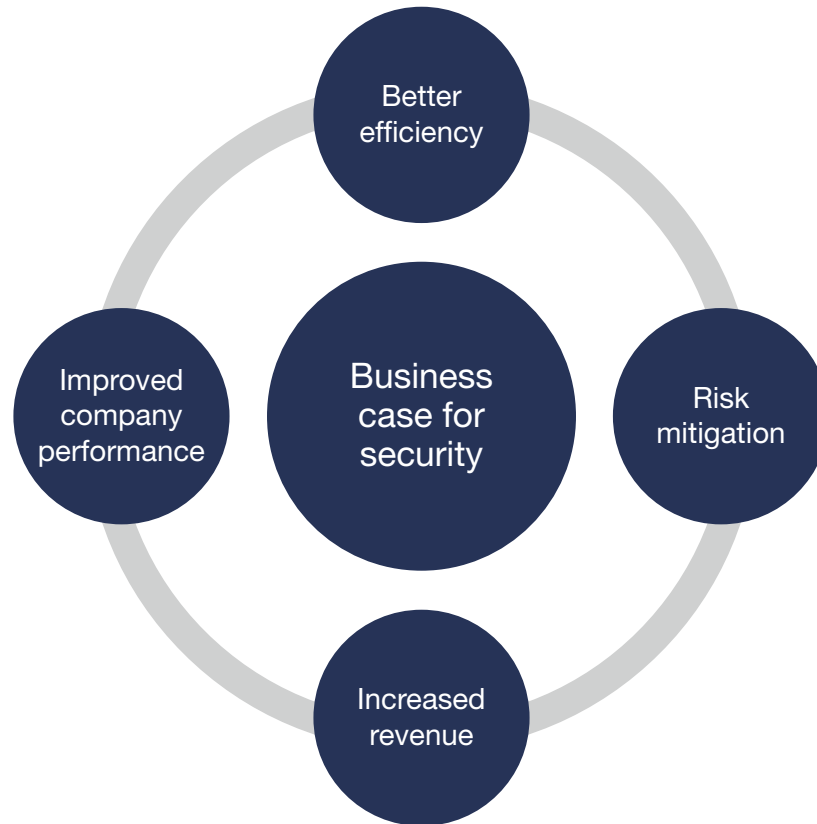 Better
efficiency
Improved
company
performance
Business
case for
security
Risk
mitigation
Increased
revenue